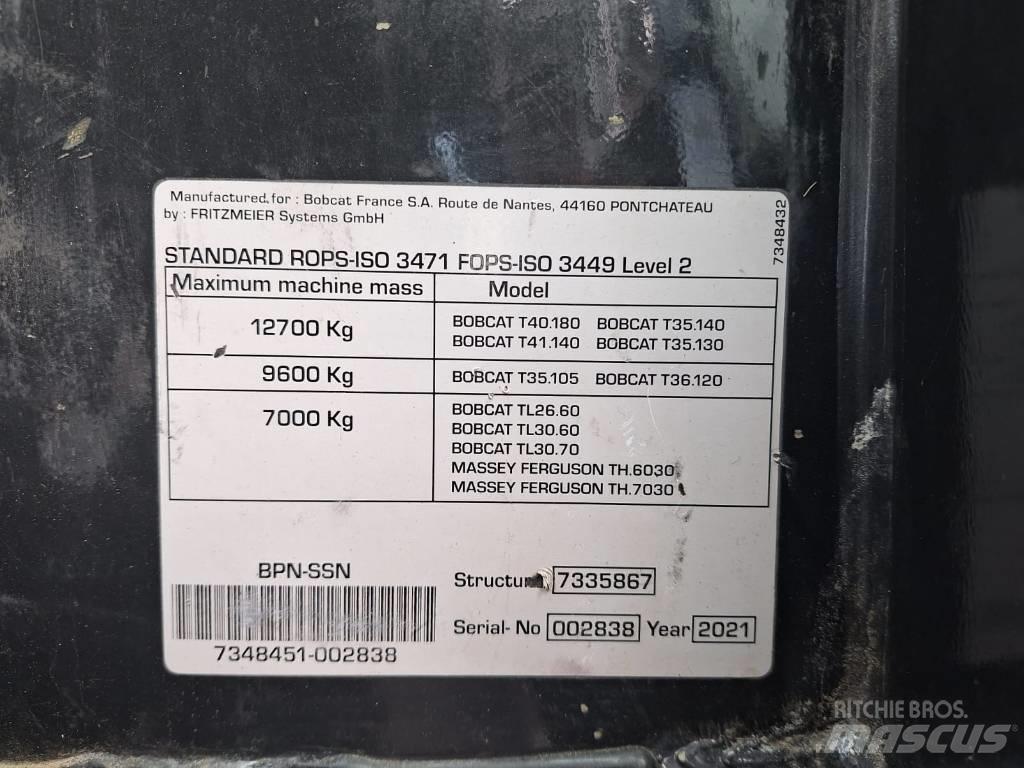 Manufactured for : Bobcat France S.A. Route de Nantes, 44160 PONTCHATEAU
by : FRITZMEIER Systems GmbH
7348432
STANDARD ROPS-ISO 3471 FOPS-ISO 3449 Level 2
Maximum machine mass Model
12700 Kg BOBCAT T40.180 BOBCAT T35.140
BOBCAT T41.140 BOBCAT T35.130
9600 Kg BOBCAT T35.105 BOBCAT T36.120
7000 Kg BOBCAT TL26.60
BOBCAT TL30.60
BOBCAT TL30.70
MASSEY FERGUSON TH.6030
MASSEY FERGUSON TH.7030
BPN-SSN
Structure 7335867
Serial-No 002838 Year 2021
7348451-002838
RITCHIE BROS.
MASCUS